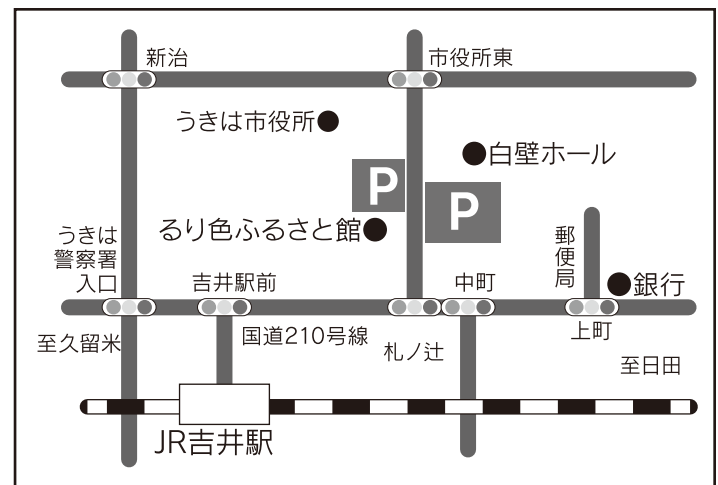 新治
市役所東
うきは市役所
白壁ホール
P
P
るり色ふるさと館
うきは
警察署
入口
郵便局
吉井駅前
中町
銀行
至久留米
国道210号線
札ノ辻
上町
至日田
JR吉井駅